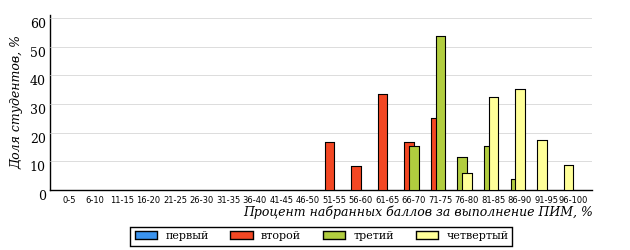 60
50
40
30
20
10
0
Доля студентов, %
0-5 6-10 11-15 16-20 21-25 26-30 31-35 36-40 41-45 46-50 51-55 56-60 61-65 66-70 71-75 76-80 81-85 86-90 91-95 96-100
Процент набранных баллов за выполнение ПИМ, %
первый второй третий четвертый